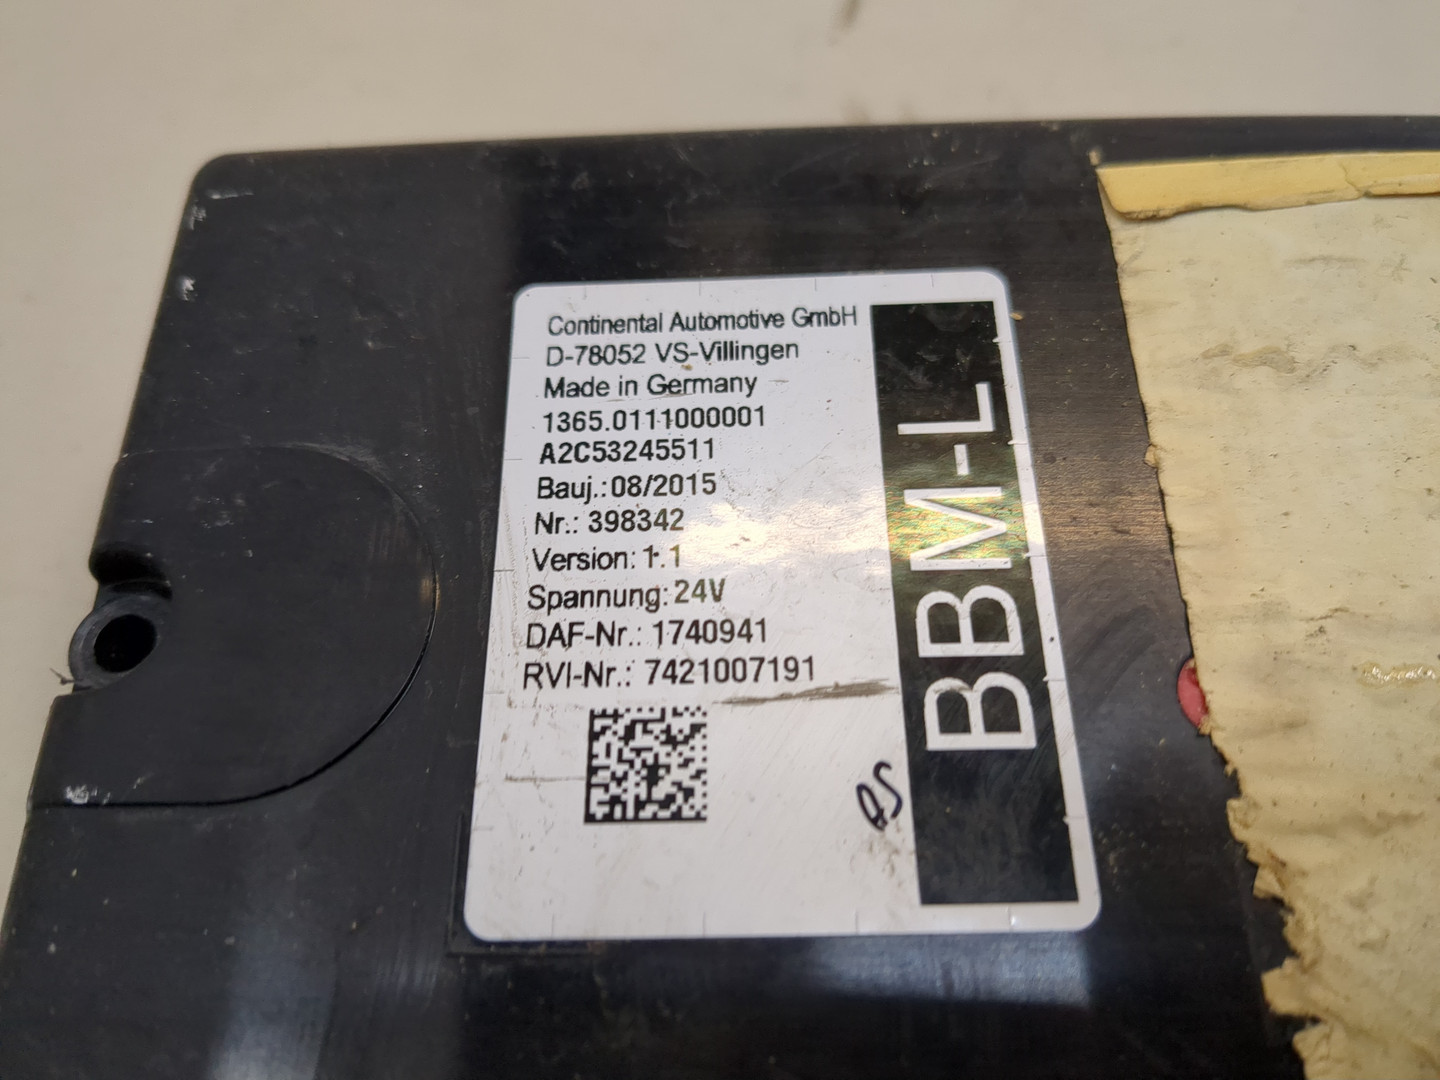 Continental Automotive GmbH
D-78052 VS-Villingen
Made in Germany
1365.0111000001
A2C53245511
Bauj.:08/2015
Nr.: 398342
Version: 1.1
Spannung: 24V
DAF-Nr.: 1740941
RVI-Nr.: 7421007191
BBM-L